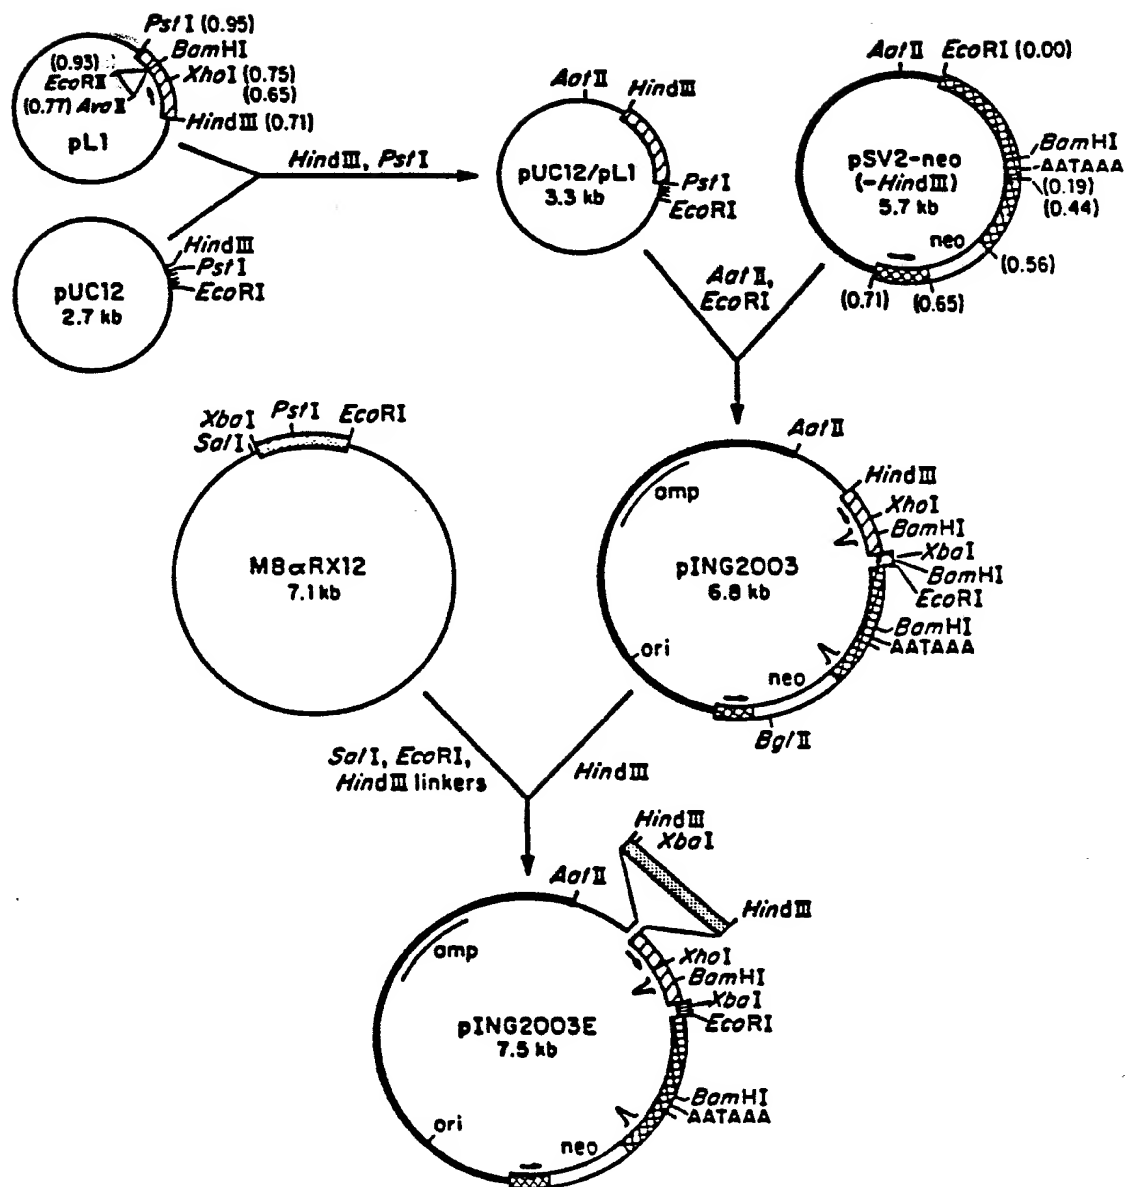 PstI (0.95)
BamHI
(0.93)
EcoRII
XhoI (0.75)
(0.65)
(0.77) AvaII
HindIII (0.71)
pL1
HindIII, PstI
pUC12
2.7 kb
HindIII
PstI
EcoRI
AatII
HindIII
pUC12/pL1
3.3 kb
PstI
EcoRI
AatII
EcoRI (0.00)
pSV2-neo
(-HindIII)
5.7 kb
BamHI
AATAAA
(0.19)
(0.44)
neo
(0.56)
(0.71)
(0.65)
AatII,
EcoRI
XbaI
SalI
PstI
EcoRI
M8αRX12
7.1 kb
AatII
HindIII
XhoI
BamHI
XbaI
BamHI
EcoRI
BamHI
AATAAA
amp
pING2003
6.8 kb
ori
neo
BglII
SalI, EcoRI,
HindIII linkers
HindIII
HindIII
XbaI
AatII
HindIII
amp
XhoI
BamHI
XbaI
EcoRI
pING2003E
7.5 kb
BamHI
AATAAA
ori
neo